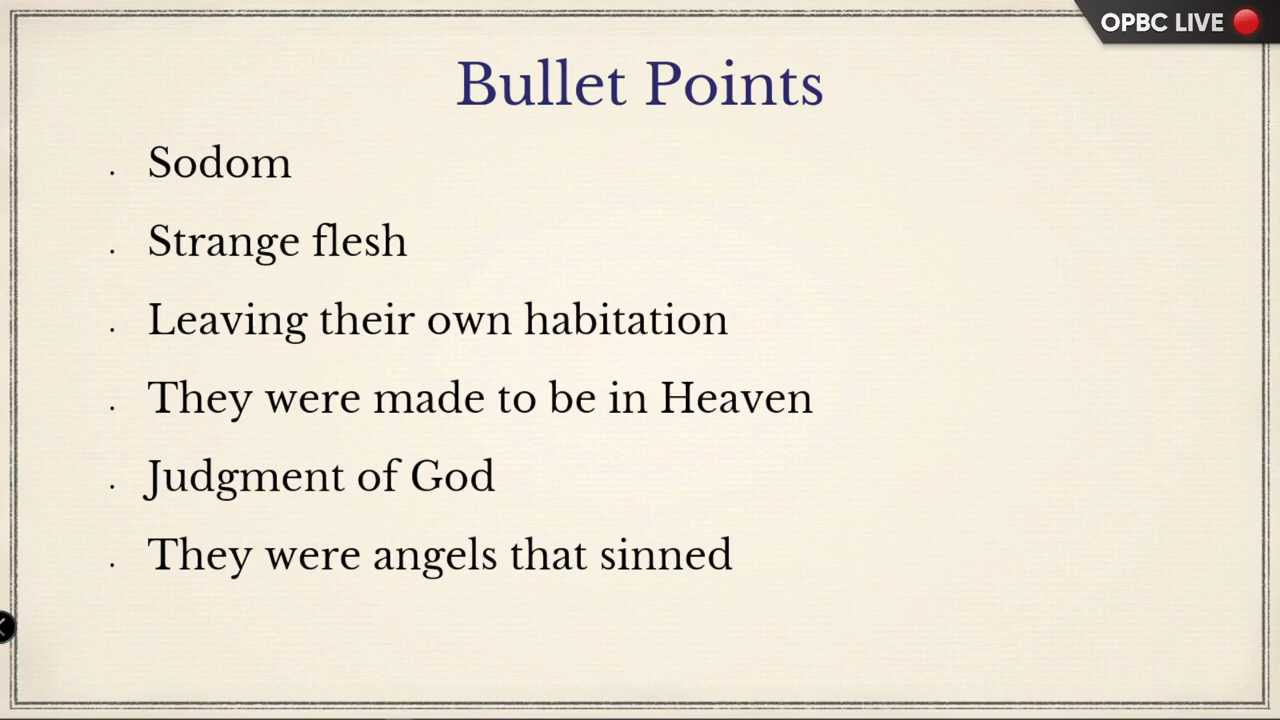 OPBC LIVE
Bullet Points
. Sodom
. Strange flesh
. Leaving their own habitation
. They were made to be in Heaven
. Judgment of God
. They were angels that sinned